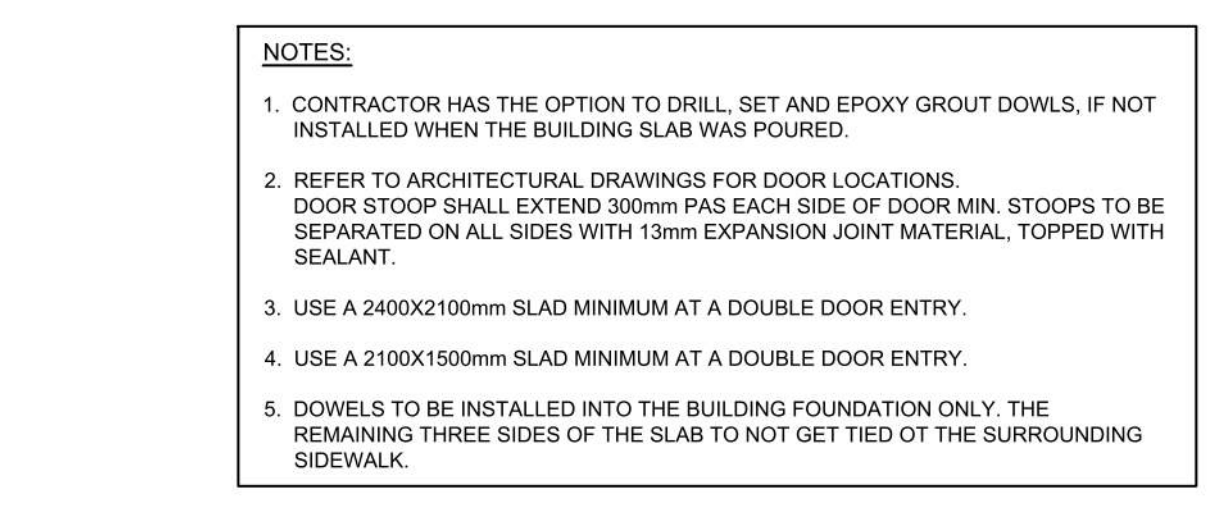 NOTES:
1. CONTRACTOR HAS THE OPTION TO DRILL, SET AND EPOXY GROUT DOWLS, IF NOT
INSTALLED WHEN THE BUILDING SLAB WAS POURED.
2. REFER TO ARCHITECTURAL DRAWINGS FOR DOOR LOCATIONS.
DOOR STOOP SHALL EXTEND 300mm PAS EACH SIDE OF DOOR MIN. STOOPS TO BE
SEPARATED ON ALL SIDES WITH 13mm EXPANSION JOINT MATERIAL, TOPPED WITH
SEALANT.
3. USE A 2400X2100mm SLAD MINIMUM AT A DOUBLE DOOR ENTRY.
4. USE A 2100X1500mm SLAD MINIMUM AT A DOUBLE DOOR ENTRY.
5. DOWELS TO BE INSTALLED INTO THE BUILDING FOUNDATION ONLY. THE
REMAINING THREE SIDES OF THE SLAB TO NOT GET TIED OT THE SURROUNDING
SIDEWALK.